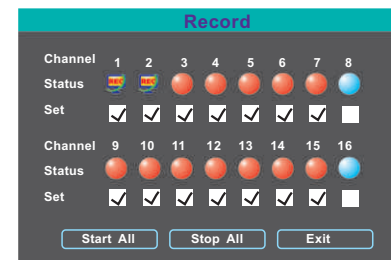 Record
Channel 1 2 3 4 5 6 7 8
Status REC REC
Set
Channel 9 10 11 12 13 14 15 16
Status
Set
Start All Stop All Exit